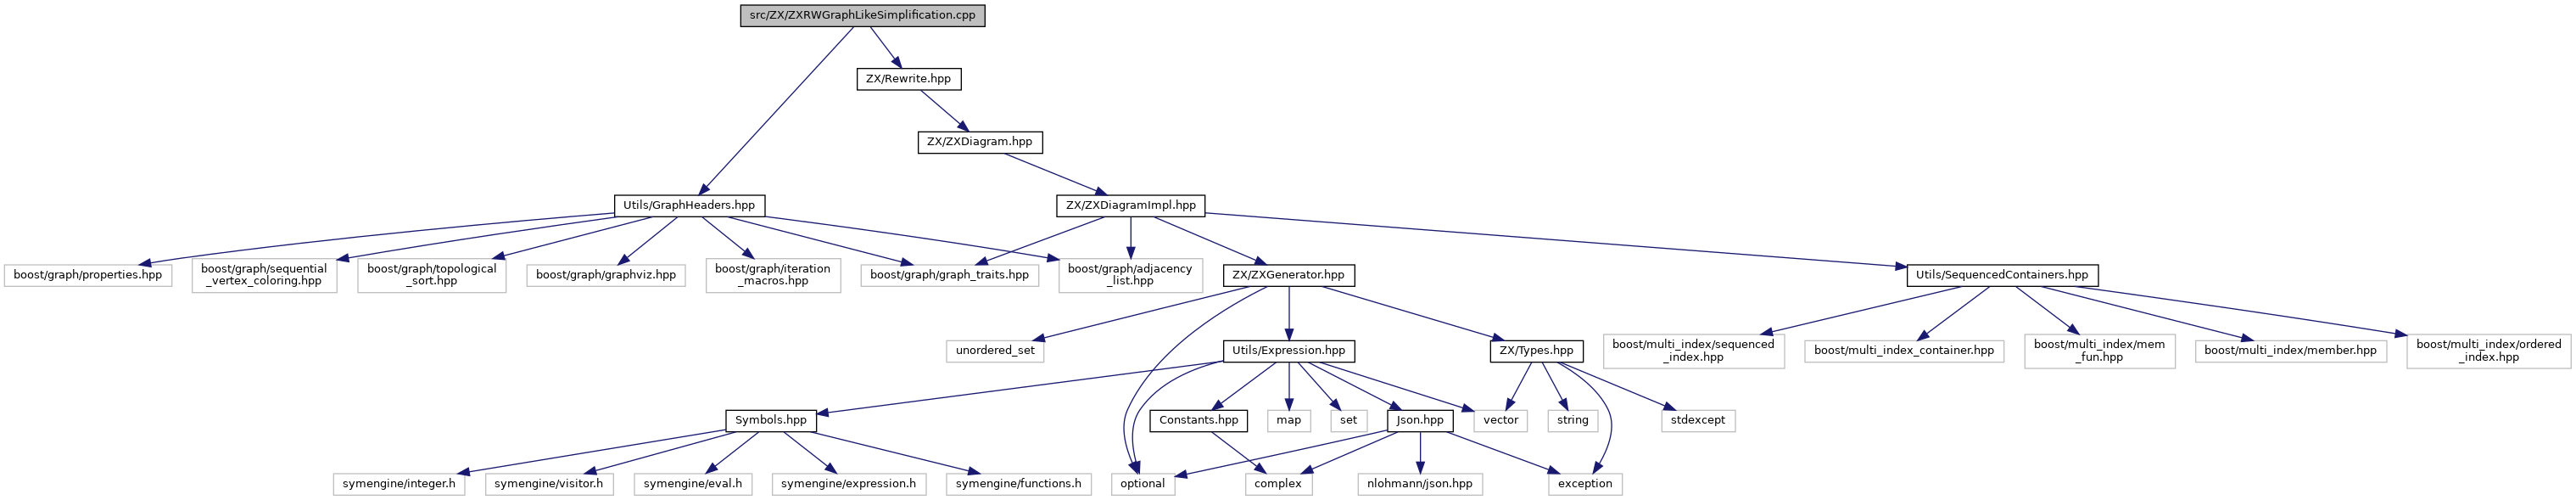 src/ZX/ZXRWGraphLikeSimplification.cpp
ZX/Rewrite.hpp
ZX/ZXDiagram.hpp
Utils/GraphHeaders.hpp
ZX/ZXDiagramImpl.hpp
boost/graph/properties.hpp
boost/graph/sequential
_vertex_coloring.hpp
boost/graph/topological
_sort.hpp
boost/graph/graphviz.hpp
boost/graph/iteration
_macros.hpp
boost/graph/graph_traits.hpp
boost/graph/adjacency
_list.hpp
ZX/ZXGenerator.hpp
Utils/SequencedContainers.hpp
unordered_set
Utils/Expression.hpp
ZX/Types.hpp
boost/multi_index/sequenced
_index.hpp
boost/multi_index_container.hpp
boost/multi_index/mem
_fun.hpp
boost/multi_index/member.hpp
boost/multi_index/ordered
_index.hpp
Symbols.hpp
Constants.hpp
map
set
Json.hpp
vector
string
stdexcept
symengine/integer.h
symengine/visitor.h
symengine/eval.h
symengine/expression.h
symengine/functions.h
optional
complex
nlohmann/json.hpp
exception